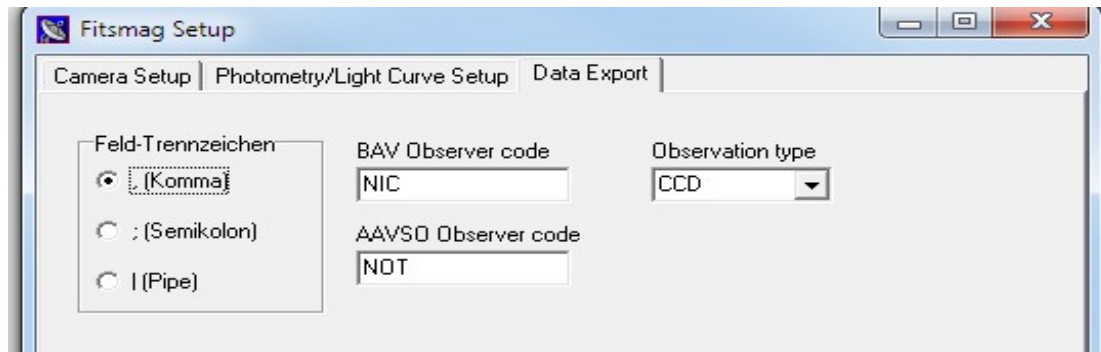 Fitsmag Setup
Camera Setup Photometry/Light Curve Setup Data Export
Feld-Trennzeichen
, (Komma)
; (Semikolon)
| (Pipe)
BAV Observer code
NIC
AAVSO Observer code
NOT
Observation type
CCD